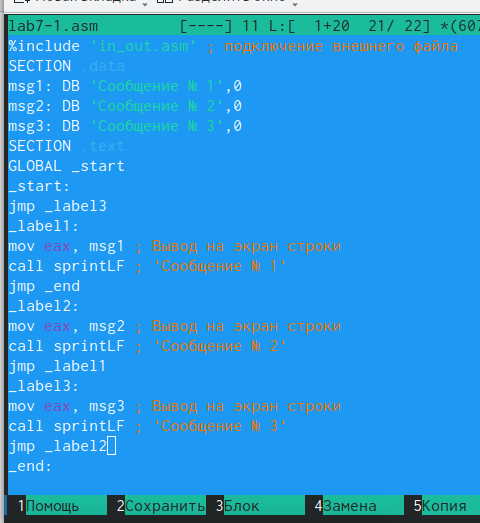 lab7-1.asm [----] 11 L:[ 1+20 21/ 22] *(607
%include 'in_out.asm' ; подключение внешнего файла
SECTION .data
msg1: DB 'Сообщение № 1',0
msg2: DB 'Сообщение № 2',0
msg3: DB 'Сообщение № 3',0
SECTION .text
GLOBAL _start
_start:
jmp _label3
_label1:
mov eax, msg1 ; Вывод на экран строки
call sprintLF ; 'Сообщение № 1'
jmp _end
_label2:
mov eax, msg2 ; Вывод на экран строки
call sprintLF ; 'Сообщение № 2'
jmp _label1
_label3:
mov eax, msg3 ; Вывод на экран строки
call sprintLF ; 'Сообщение № 3'
jmp _label2
_end:
1Помощь 2Сохранить 3Блок 4Замена 5Копия